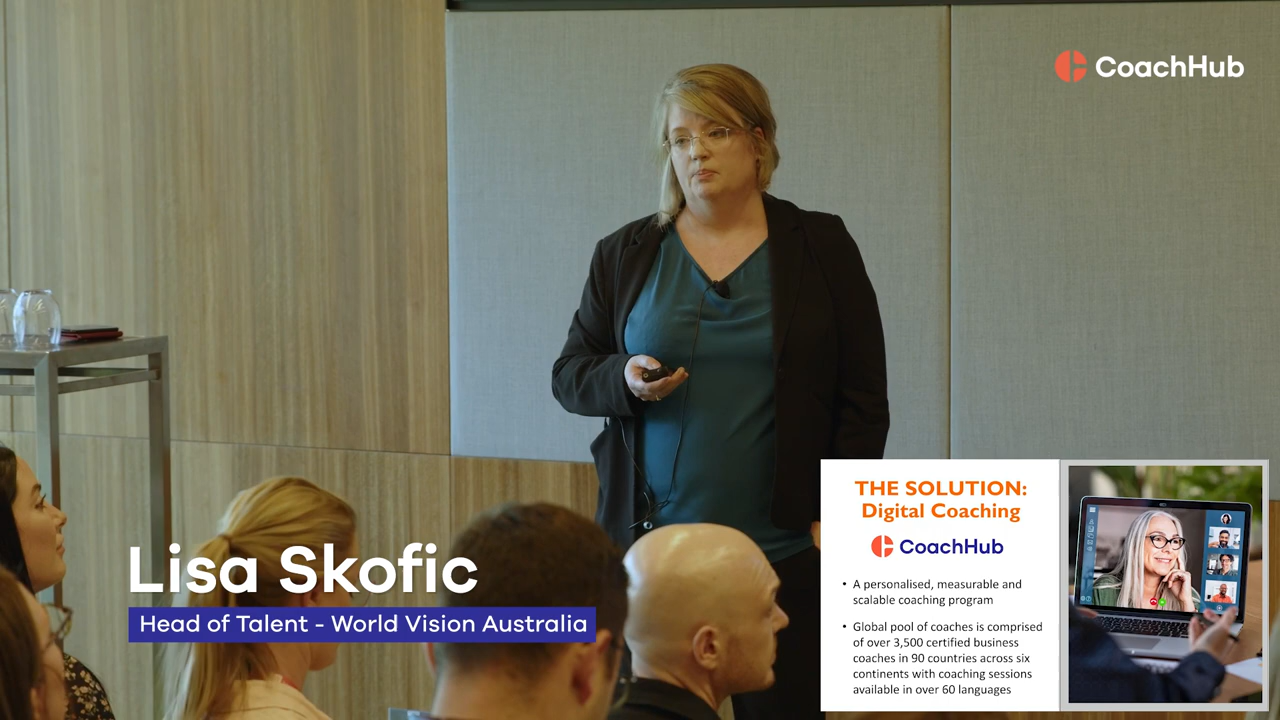 CoachHub
Lisa Skofic
Head of Talent - World Vision Australia
THE SOLUTION:
Digital Coaching
CoachHub
• A personalised, measurable and
scalable coaching program
• Global pool of coaches is comprised
of over 3,500 certified business
coaches in 90 countries across six
continents with coaching sessions
available in over 60 languages